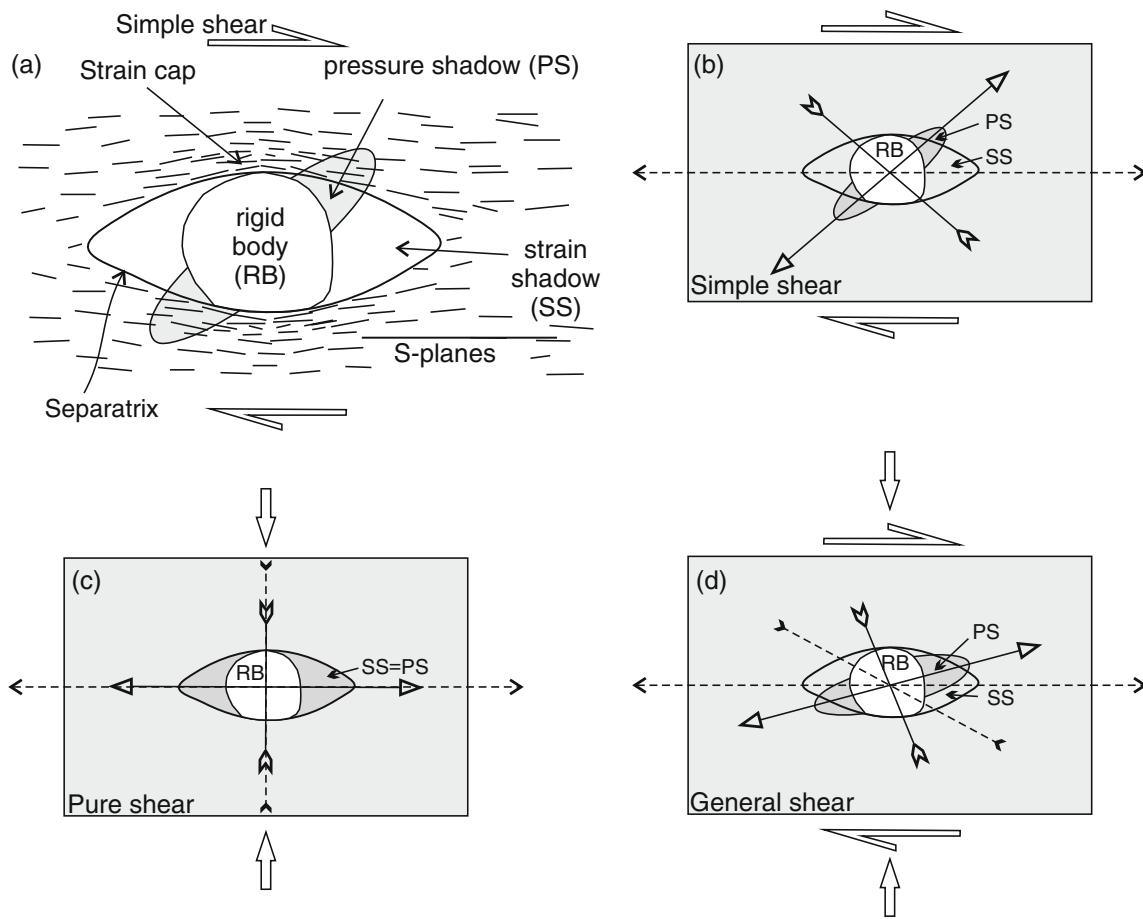 Simple shear
(a)
Strain cap
pressure shadow (PS)
rigid
body
(RB)
strain
shadow
(SS)
S-planes
Separatrix
(b)
RB
PS
SS
Simple shear
(c)
RB
SS=PS
Pure shear
(d)
RB
PS
SS
General shear